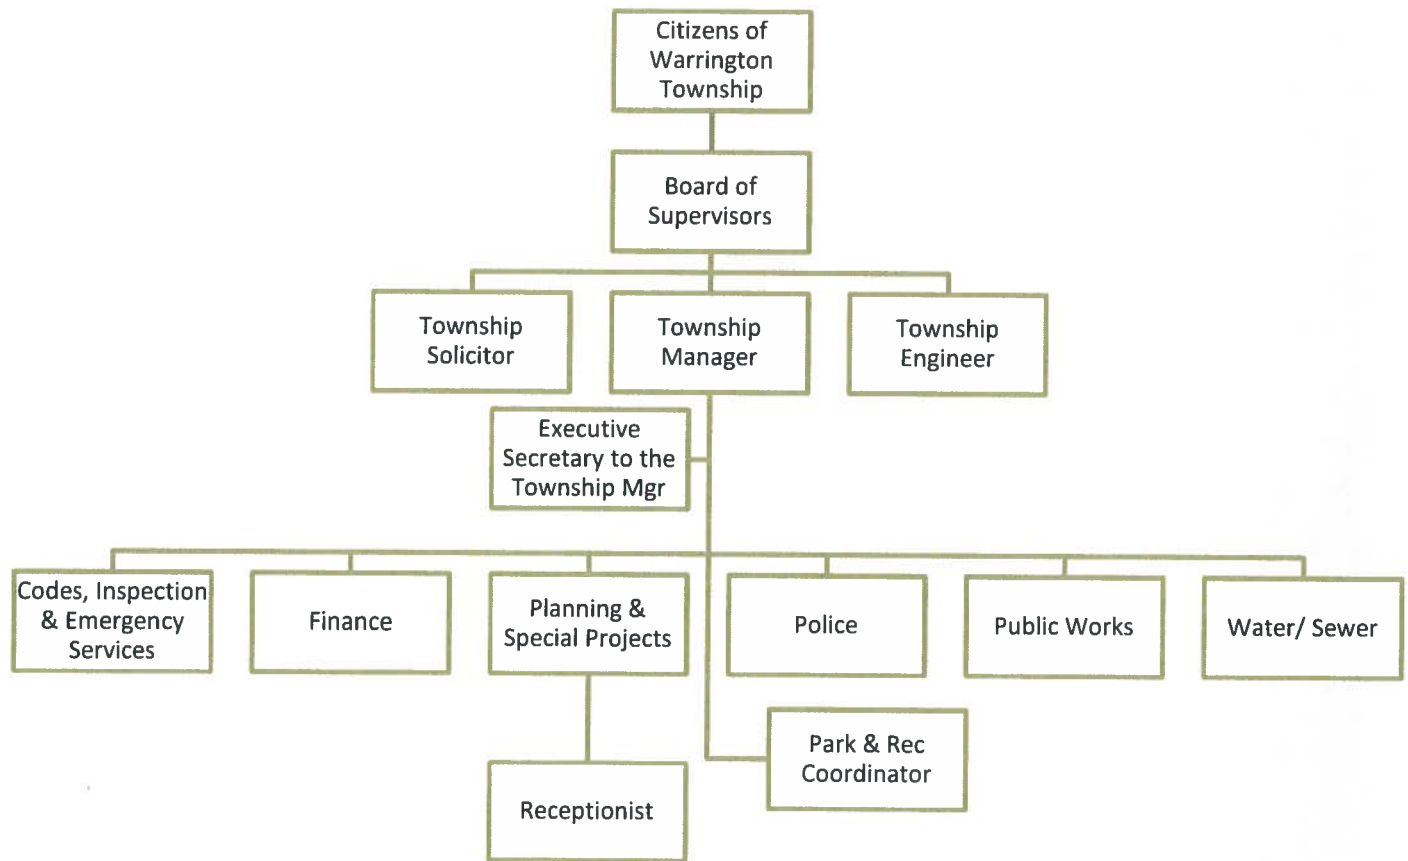 Citizens of
Warrington
Township
Board of
Supervisors
Township
Solicitor
Township
Manager
Township
Engineer
Executive
Secretary to the
Township Mgr
Codes, Inspection
& Emergency
Services
Finance
Planning &
Special Projects
Police
Public Works
Water/ Sewer
Park & Rec
Coordinator
Receptionist